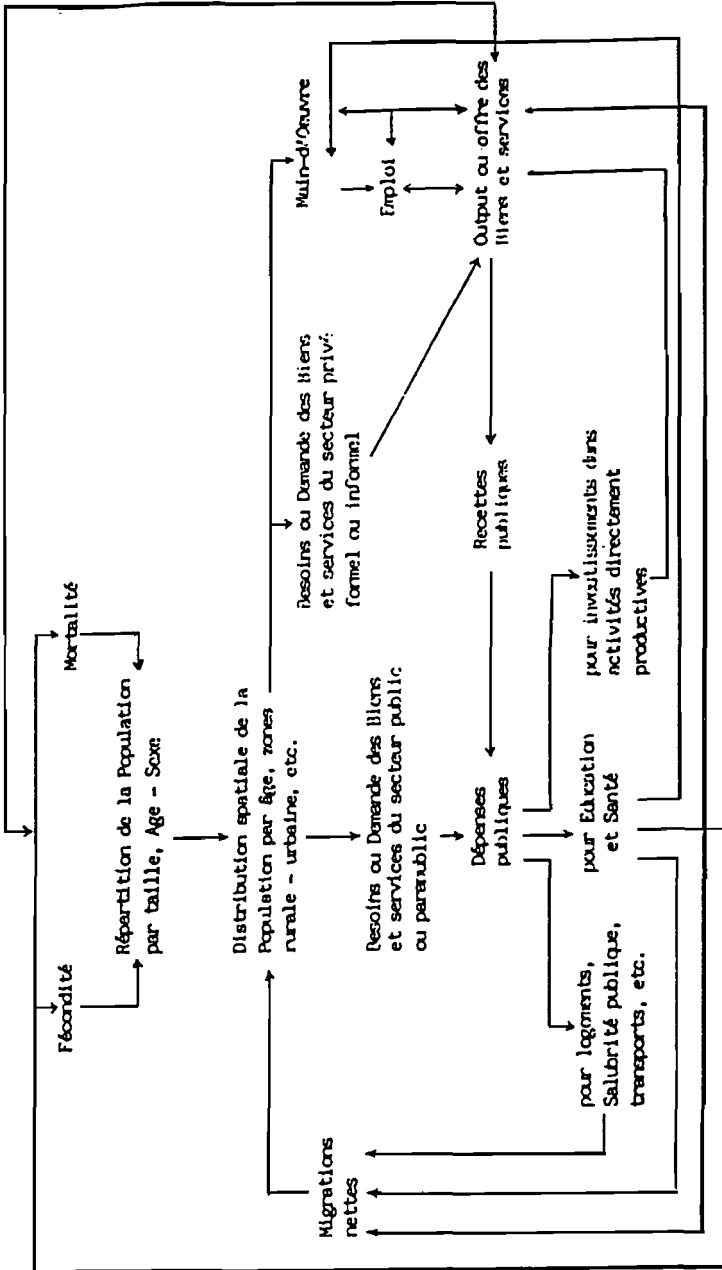 Fécondité
Mortalité
Répartition de la Population
par taille, Age - Sexe
Distribution spatiale de la
Population par âge, zones
rurale - urbaine, etc.
Migrations
nettes
Besoins ou Demande des Biens
et services du secteur public
ou parapublic
Besoins ou Demande des Biens
et services du secteur privé
formel ou informel
Main-d'Oeuvre
Emploi
Dépenses
publiques
Recettes
publiques
Output ou offre des
Biens et services
pour logements,
Salubrité publique,
transports, etc.
pour Education
et Santé
pour investissements dans
activités directement
productives